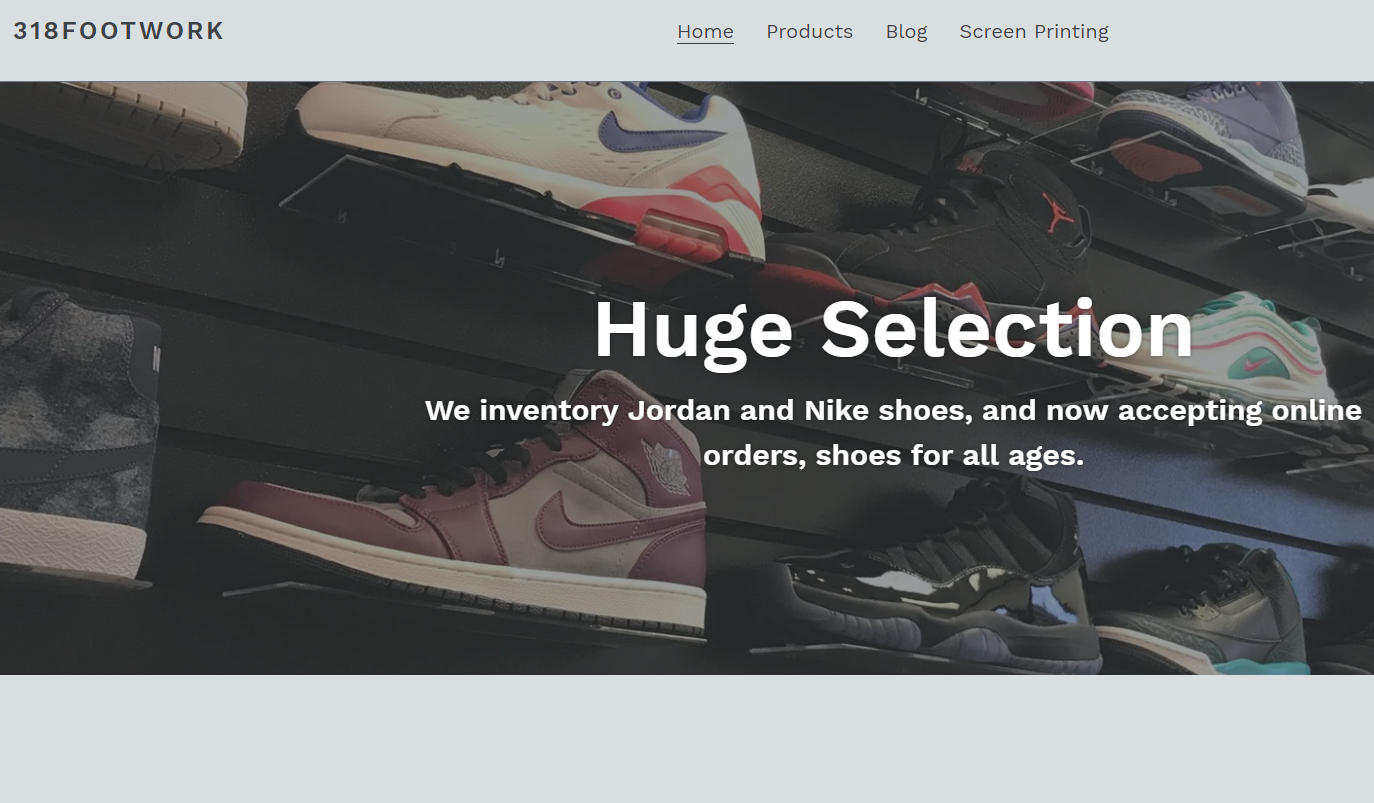 318FOOTWORK
Home Products Blog Screen Printing
Huge Selection
We inventory Jordan and Nike shoes, and now accepting online
orders, shoes for all ages.